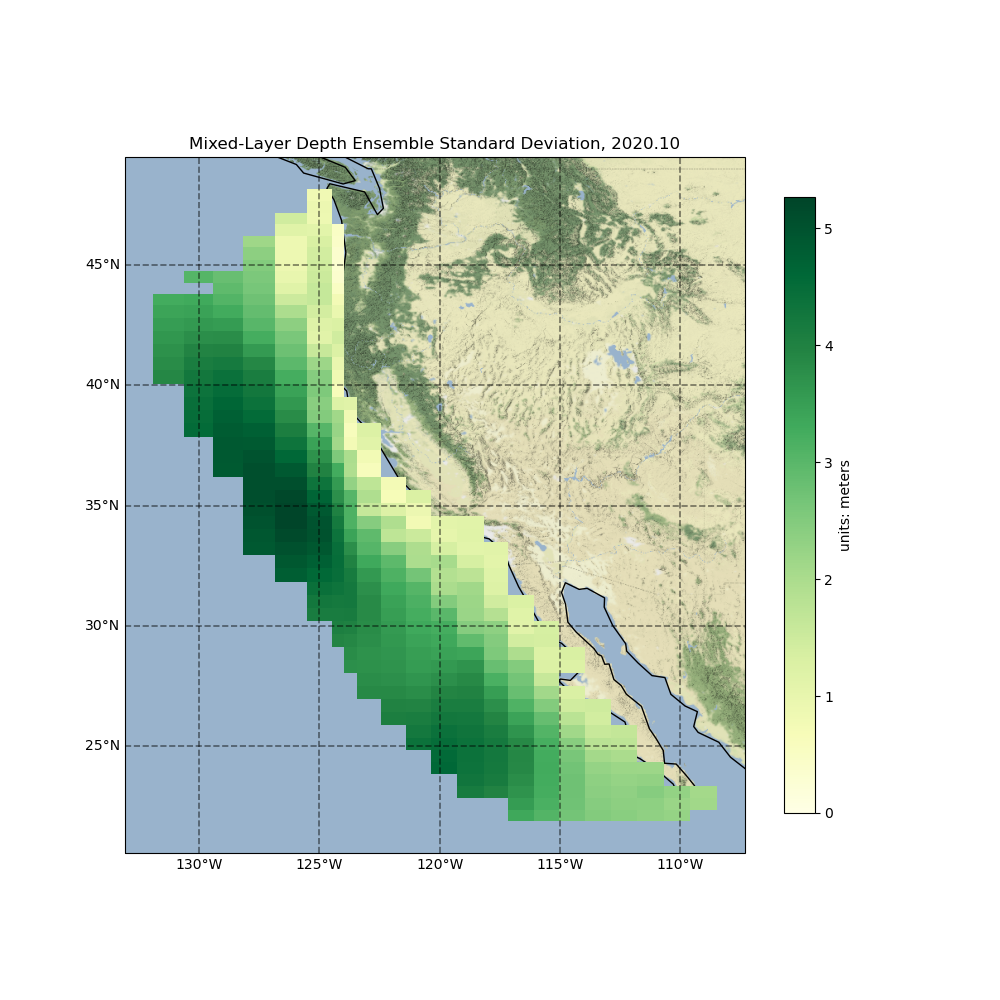 Mixed-Layer Depth Ensemble Standard Deviation, 2020.10
45°N
40°N
35°N
30°N
25°N
130°W
125°W
120°W
115°W
110°W
5
4
3
2
1
0
units: meters